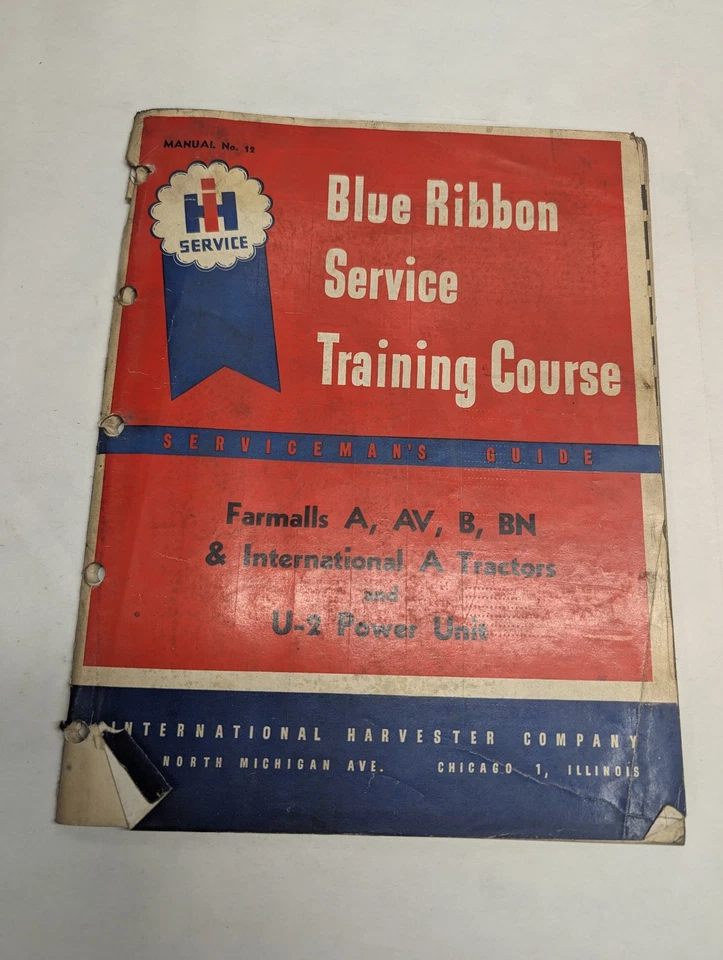 MANUAL No. 12
IH
SERVICE
Blue Ribbon
Service
Training Course
SERVICEMAN'S GUIDE
Farmalls A, AV, B, BN
& International A Tractors
and
U-2 Power Unit
INTERNATIONAL HARVESTER COMPANY
NORTH MICHIGAN AVE. CHICAGO 1, ILLINOIS